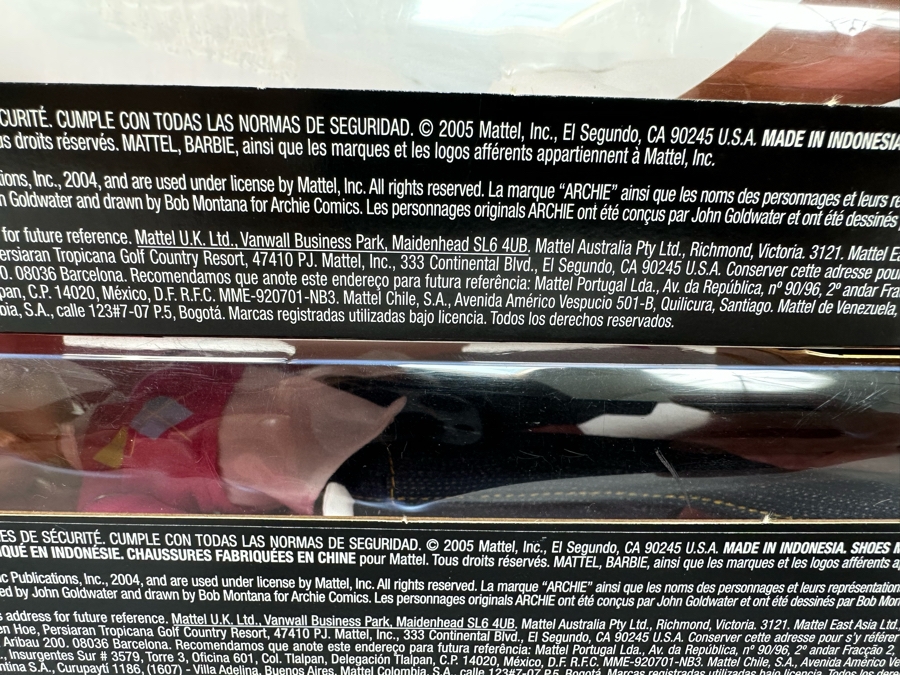 CURITÉ. CUMPLE CON TODAS LAS NORMAS DE SEGURIDAD. © 2005 Mattel, Inc., El Segundo, CA 90245 U.S.A. MADE IN INDONESIA
us droits réservés. MATTEL, BARBIE, ainsi que les marques et les logos afférents appartiennent à Mattel, Inc.
tions, Inc., 2004, and are used under license by Mattel, Inc. All rights reserved. La marque “ARCHIE” ainsi que les noms des personnages et leurs re
n Goldwater and drawn by Bob Montana for Archie Comics. Les personnages originals ARCHIE ont été conçus par John Goldwater et ont été dessinés
for future reference. Mattel U.K. Ltd., Vanwall Business Park, Maidenhead SL6 4UB. Mattel Australia Pty Ltd., Richmond, Victoria. 3121. Mattel Ea
ersiaran Tropicana Golf Country Resort, 47410 PJ. Mattel, Inc., 333 Continental Blvd., El Segundo, CA 90245 U.S.A. Conserver cette adresse pou
0. 08036 Barcelona. Recomendamos que anote este endereço para futura referência: Mattel Portugal Lda., Av. da República, nº 90/96, 2º andar Fra
pan, C.P. 14020, México, D.F. R.F.C. MME-920701-NB3. Mattel Chile, S.A., Avenida Américo Vespucio 501-B, Quilicura, Santiago. Mattel de Venezuela,
bia, S.A., calle 123#7-07 P.5, Bogotá. Marcas registradas utilizadas bajo licencia. Todos los derechos reservados.
ES DE SÉCURITÉ. CUMPLE CON TODAS LAS NORMAS DE SEGURIDAD. © 2005 Mattel, Inc., El Segundo, CA 90245 U.S.A. MADE IN INDONESIA. SHOES M
IQUÉ EN INDONÉSIE. CHAUSSURES FABRIQUÉES EN CHINE pour Mattel. Tous droits réservés. MATTEL, BARBIE, ainsi que les marques et les logos afférents a
ic Publications, Inc., 2004, and are used under license by Mattel, Inc. All rights reserved. La marque “ARCHIE” ainsi que les noms des personnages et leurs représentation
ed by John Goldwater and drawn by Bob Montana for Archie Comics. Les personnages originals ARCHIE ont été conçus par John Goldwater et ont été dessinés par Bob Mon
s address for future reference. Mattel U.K. Ltd., Vanwall Business Park, Maidenhead SL6 4UB. Mattel Australia Pty Ltd., Richmond, Victoria. 3121. Mattel East Asia Ltd.,
en Hoe, Persiaran Tropicana Golf Country Resort, 47410 PJ. Mattel, Inc., 333 Continental Blvd., El Segundo, CA 90245 U.S.A. Conserver cette adresse pour s'y référer
Aribau 200. 08036 Barcelona. Recomendamos que anote este endereço para futura referência: Mattel Portugal Lda., Av. da República, nº 90/96, 2º andar Fracção 2,
., Insurgentes Sur # 3579, Torre 3, Oficina 601, Col. Tlalpan, Delegación Tlalpan, C.P. 14020, México, D.F. R.F.C. MME-920701-NB3. Mattel Chile, S.A., Avenida Américo Ve
ntina S.A., Curupaytí 1186, (1607) - Villa Adelina, Buenos Aires. Mattel Colombia, S.A., calle 123#7-07 P.5, Bogotá. Marcas registradas utilizadas bajo licencia. Todos los dere